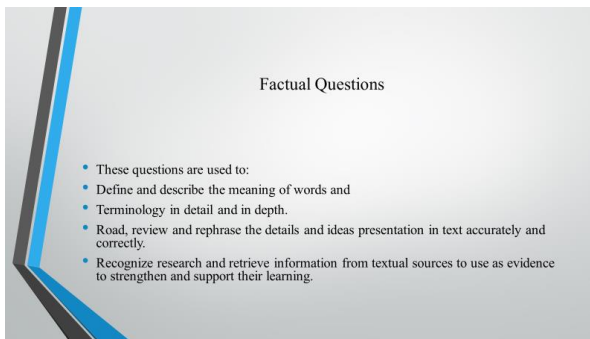 Factual Questions
• These questions are used to:
• Define and describe the meaning of words and
• Terminology in detail and in depth.
• Road, review and rephrase the details and ideas presentation in text accurately and
correctly.
• Recognize research and retrieve information from textual sources to use as evidence
to strengthen and support their learning.